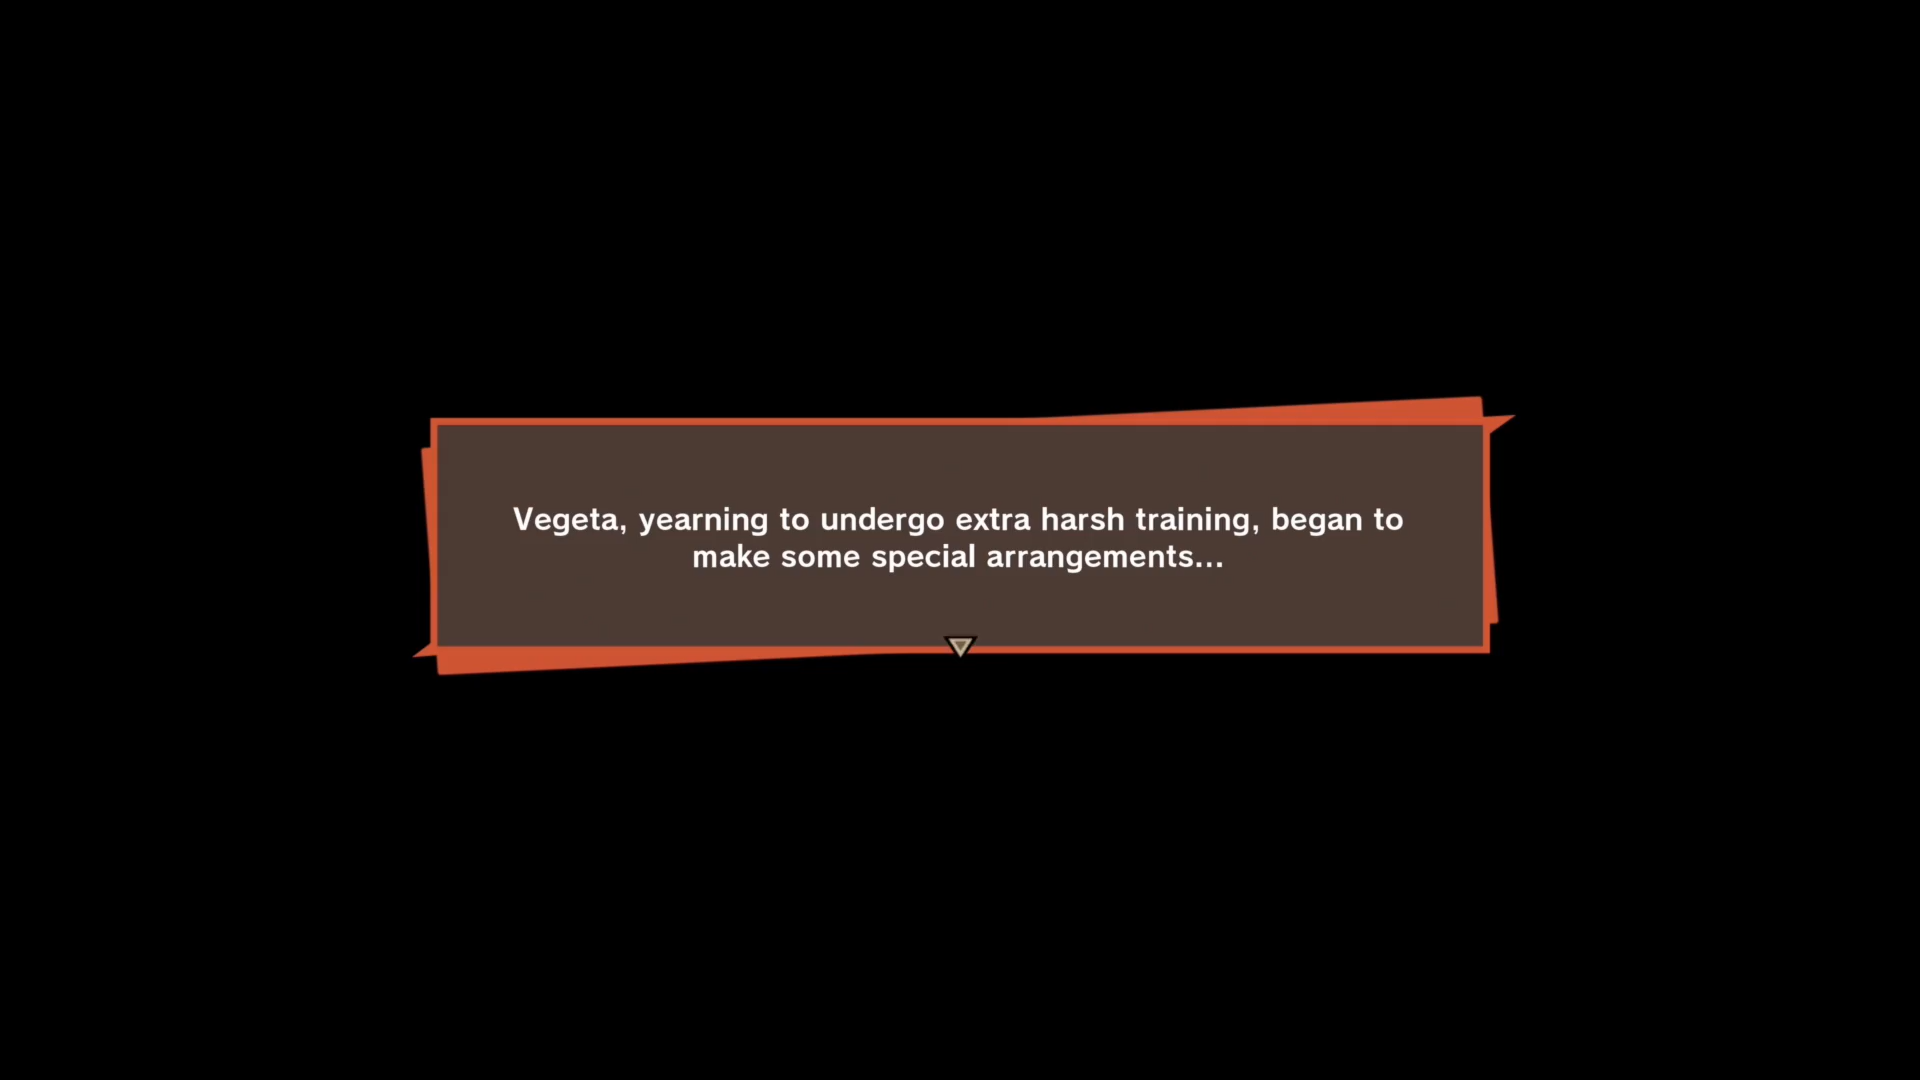 Vegeta, yearning to undergo extra harsh training, began to
make some special arrangements...